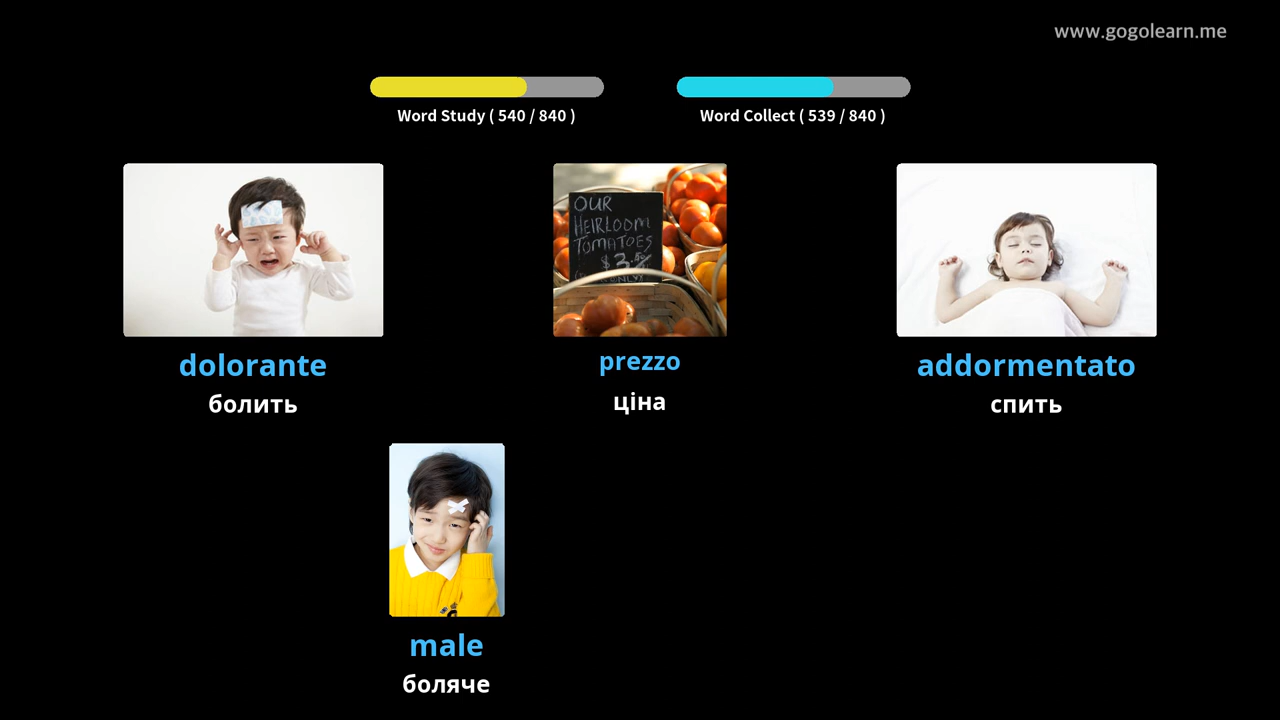 www.gogolearn.me
Word Study ( 540 / 840 )
Word Collect ( 539 / 840 )
OUR
HEIRLOOM
TOMATOES
dolorante
болить
prezzo
ціна
addormentato
спить
male
боляче